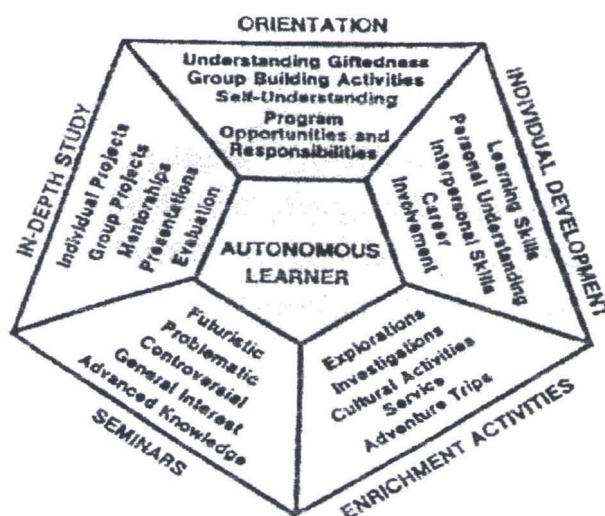 ORIENTATION
Understanding Giftedness
Group Building Activities
Self-Understanding
Program
Opportunities and
Responsibilities
INDIVIDUAL DEVELOPMENT
Learning Skills
Personal Understanding
Interpersonal Skills
Career
Involvement
ENRICHMENT ACTIVITIES
Explorations
Investigations
Cultural Activities
Service
Adventure Trips
SEMINARS
Futuristic
Problematic
Controversial
General Interest
Advanced Knowledge
IN-DEPTH STUDY
Individual Projects
Group Projects
Mentorships
Presentations
Evaluation
AUTONOMOUS
LEARNER